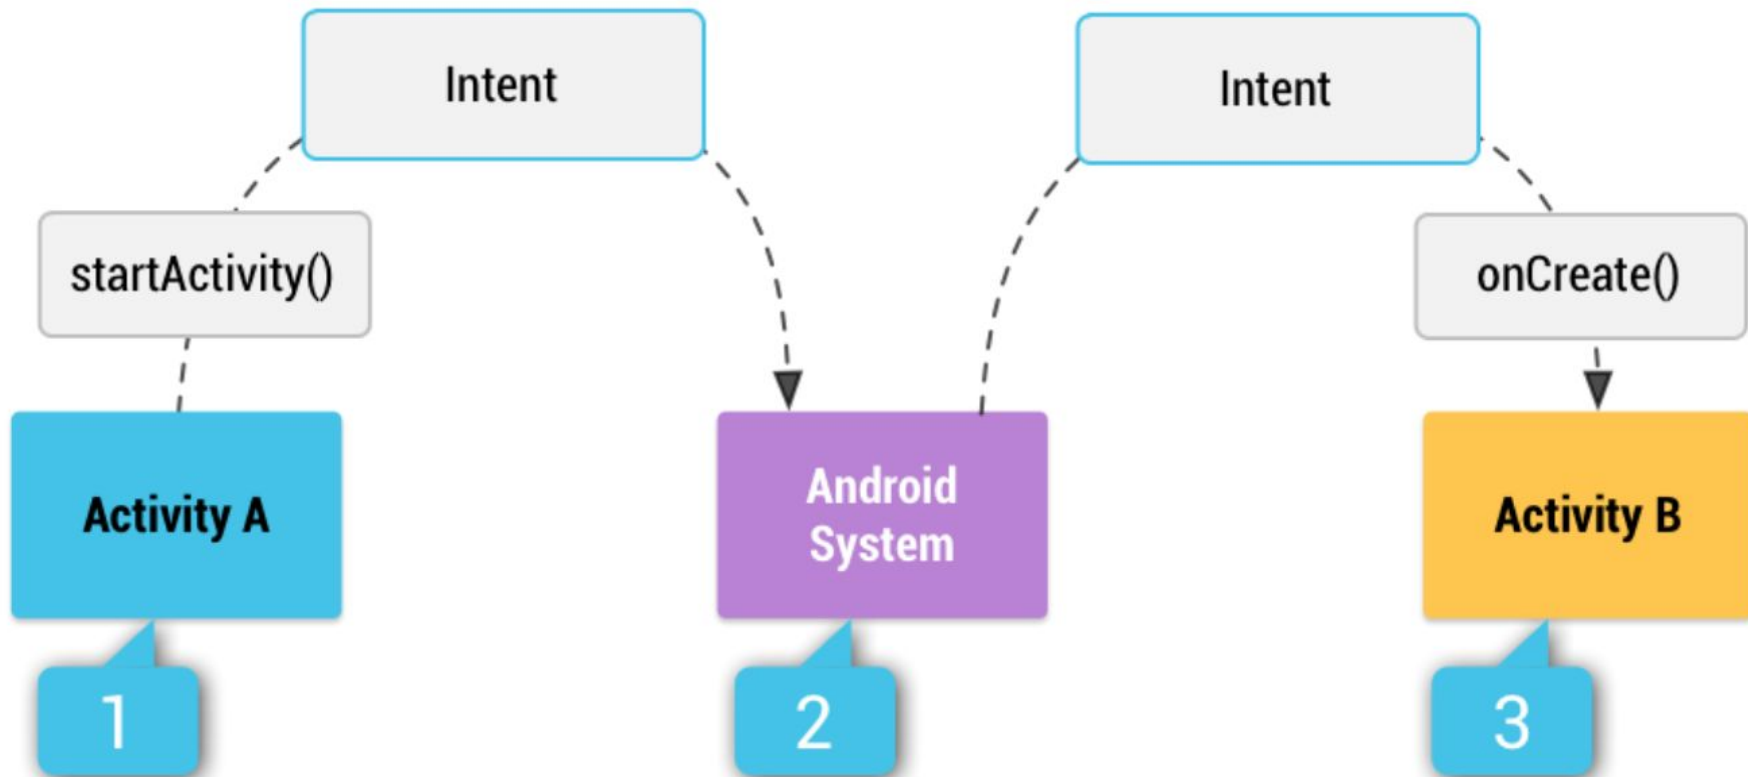 Intent
Intent
startActivity()
onCreate()
Activity A
Android
System
Activity B
1
2
3